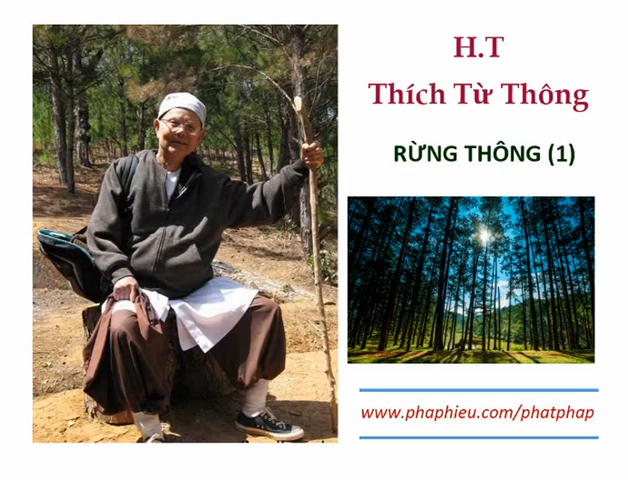 H.T
Thích Từ Thông
RỪNG THÔNG (1)
www.phaphieu.com/phatphap